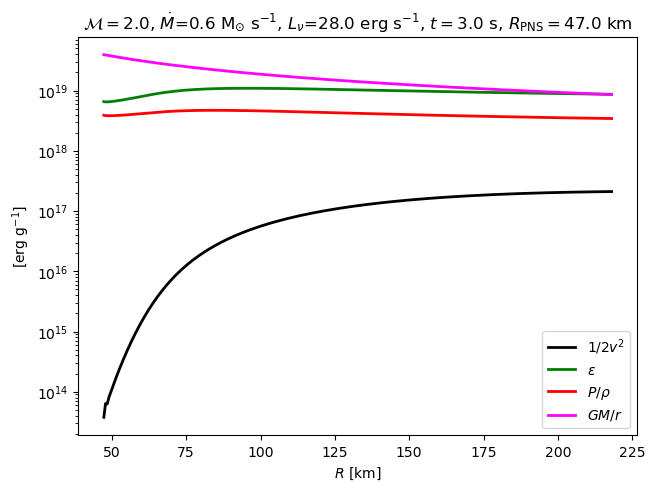 ℳ = 2.0, Ṁ=0.6 M⊙ s⁻¹, Lν=28.0 erg s⁻¹, t = 3.0 s, R_PNS = 47.0 km
10¹⁹
10¹⁸
10¹⁷
10¹⁶
10¹⁵
10¹⁴
[erg g⁻¹]
1/2v²
ε
P/ρ
GM/r
50 75 100 125 150 175 200 225
R [km]